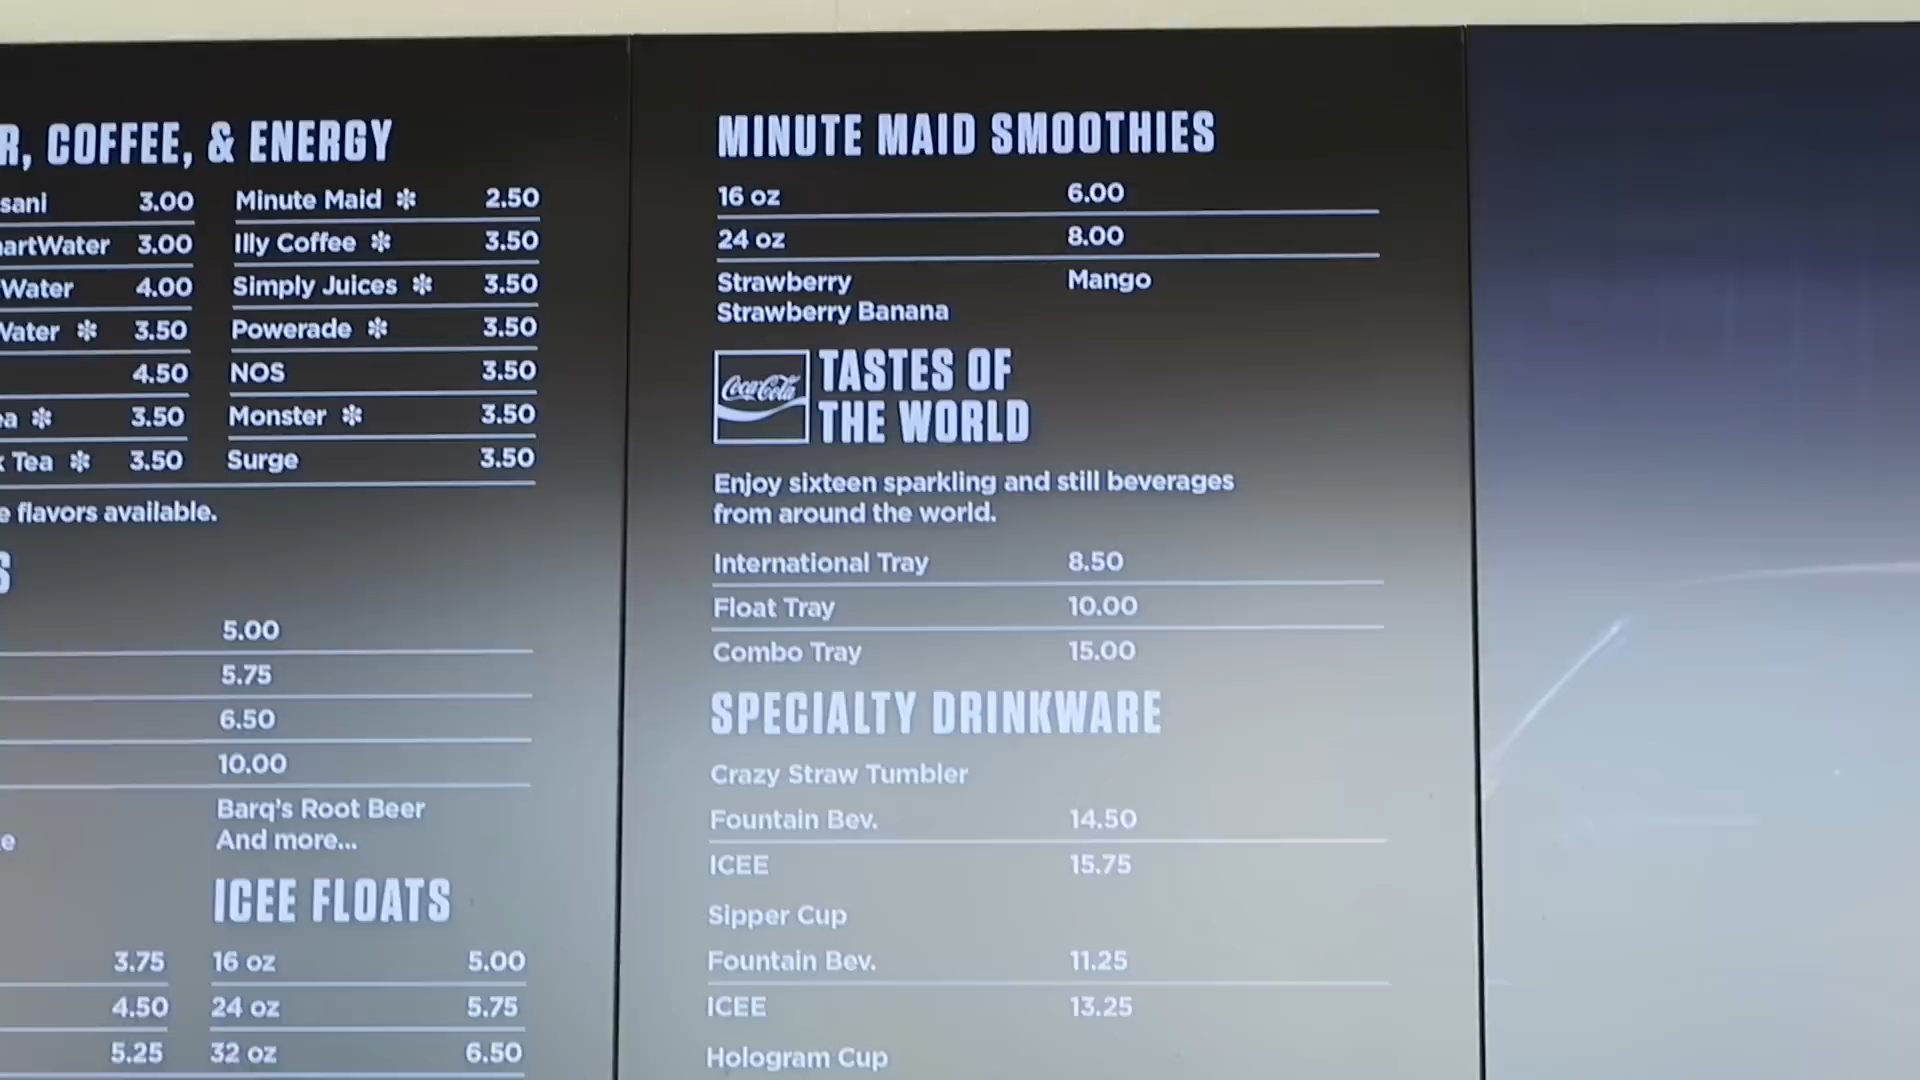 COFFEE, & ENERGY
3.00
3.00
Water 4.00
3.50
4.50
3.50
Tea * 3.50
Minute Maid * 2.50
Illy Coffee * 3.50
Simply Juices * 3.50
Powerade * 3.50
NOS 3.50
Monster * 3.50
Surge 3.50
flavors available.
5.00
5.75
6.50
10.00
Barq's Root Beer
And more...
3.75
4.50
5.25
ICEE FLOATS
16 oz 5.00
24 oz 5.75
32 oz 6.50
MINUTE MAID SMOOTHIES
16 oz 6.00
24 oz 8.00
Strawberry Mango
Strawberry Banana
Coca-Cola
TASTES OF
THE WORLD
Enjoy sixteen sparkling and still beverages
from around the world.
International Tray 8.50
Float Tray 10.00
Combo Tray 15.00
SPECIALTY DRINKWARE
Crazy Straw Tumbler
Fountain Bev. 14.50
ICEE 15.75
Sipper Cup
Fountain Bev. 11.25
ICEE 13.25
Hologram Cup